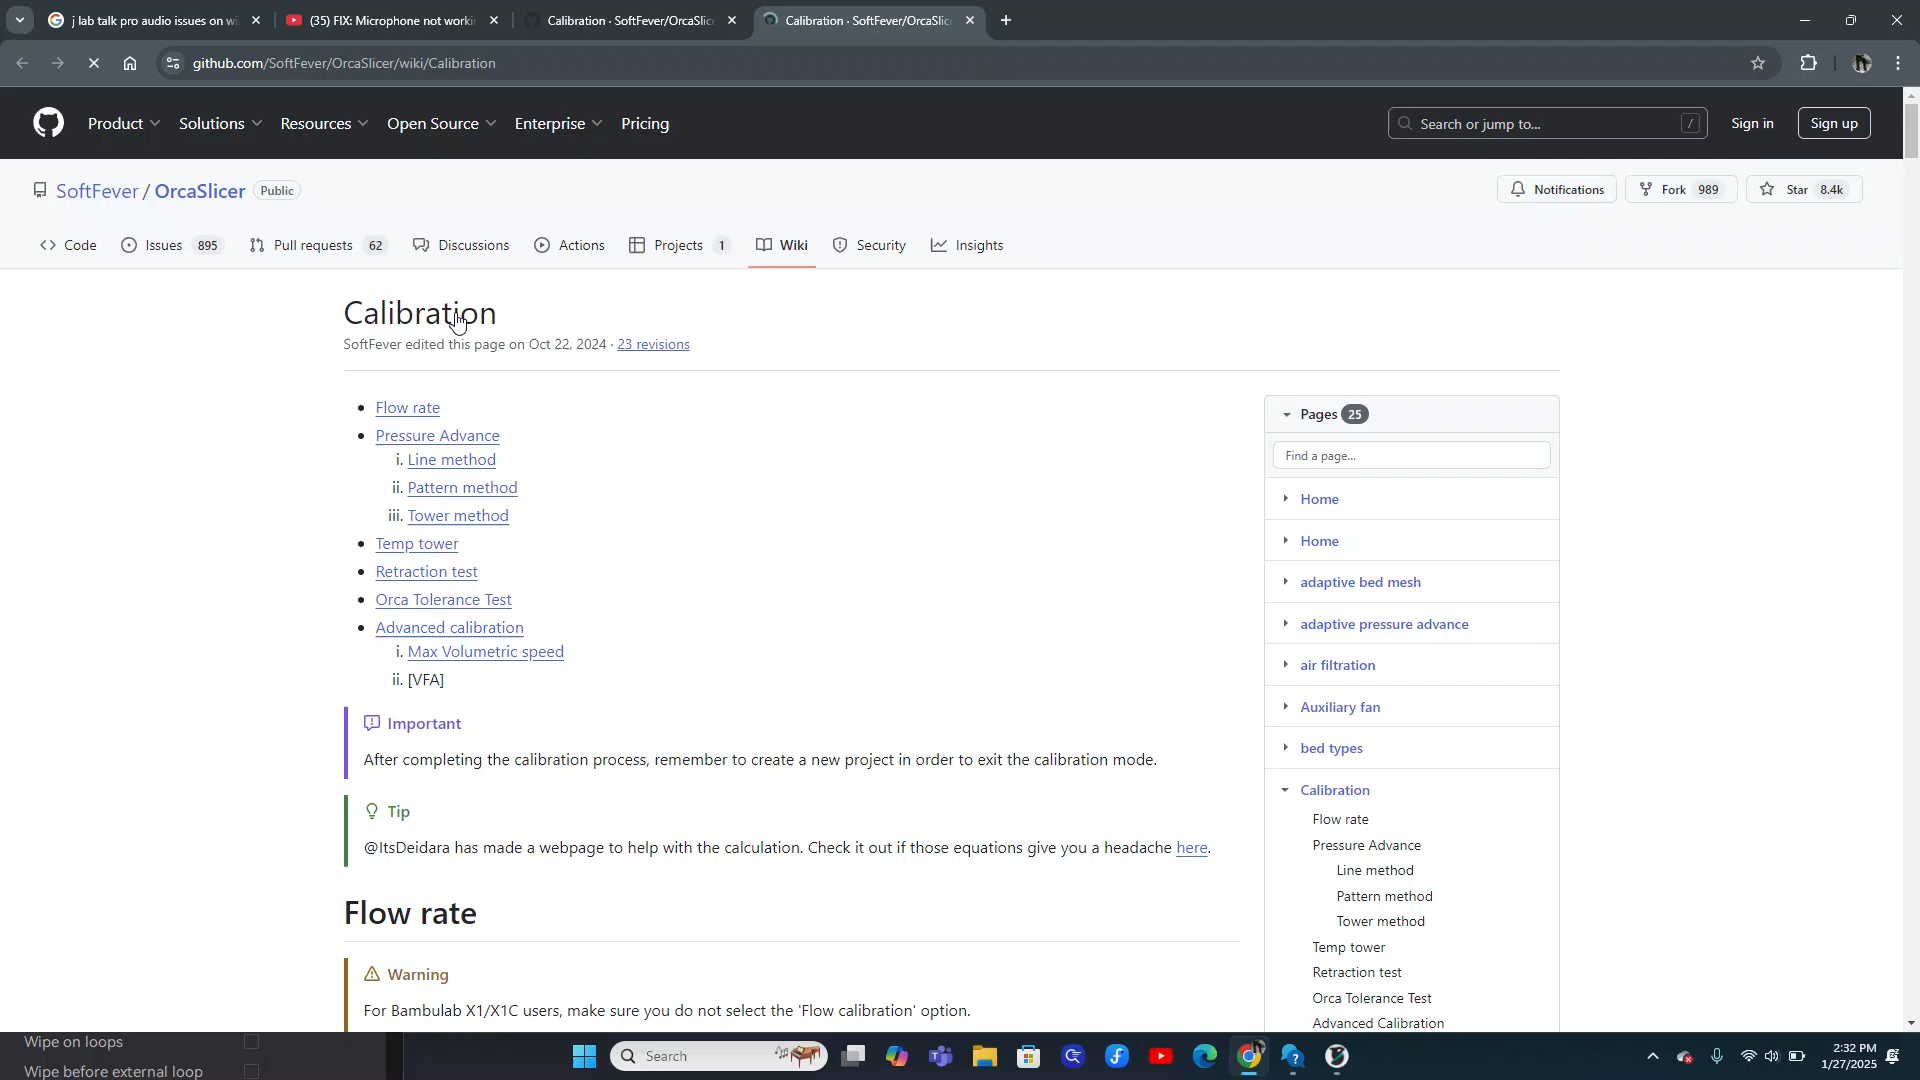 j lab talk pro audio issues on wi
(35) FIX: Microphone not workin
Calibration · SoftFever/OrcaSlice
Calibration · SoftFever/OrcaSlice
github.com/SoftFever/OrcaSlicer/wiki/Calibration
Product
Solutions
Resources
Open Source
Enterprise
Pricing
Search or jump to...
/
Sign in
Sign up
SoftFever / OrcaSlicer
Public
Notifications
Fork 989
Star 8.4k
Code
Issues 895
Pull requests 62
Discussions
Actions
Projects 1
Wiki
Security
Insights
Calibration
SoftFever edited this page on Oct 22, 2024 · 23 revisions
Flow rate
Pressure Advance
i. Line method
ii. Pattern method
iii. Tower method
Temp tower
Retraction test
Orca Tolerance Test
Advanced calibration
i. Max Volumetric speed
ii. [VFA]
Important
After completing the calibration process, remember to create a new project in order to exit the calibration mode.
Tip
@ItsDeidara has made a webpage to help with the calculation. Check it out if those equations give you a headache here.
Flow rate
Warning
For Bambulab X1/X1C users, make sure you do not select the 'Flow calibration' option.
Pages 25
Find a page...
Home
Home
adaptive bed mesh
adaptive pressure advance
air filtration
Auxiliary fan
bed types
Calibration
Flow rate
Pressure Advance
Line method
Pattern method
Tower method
Temp tower
Retraction test
Orca Tolerance Test
Advanced Calibration
Wipe on loops
Wipe before external loop
Search
2:32 PM
1/27/2025